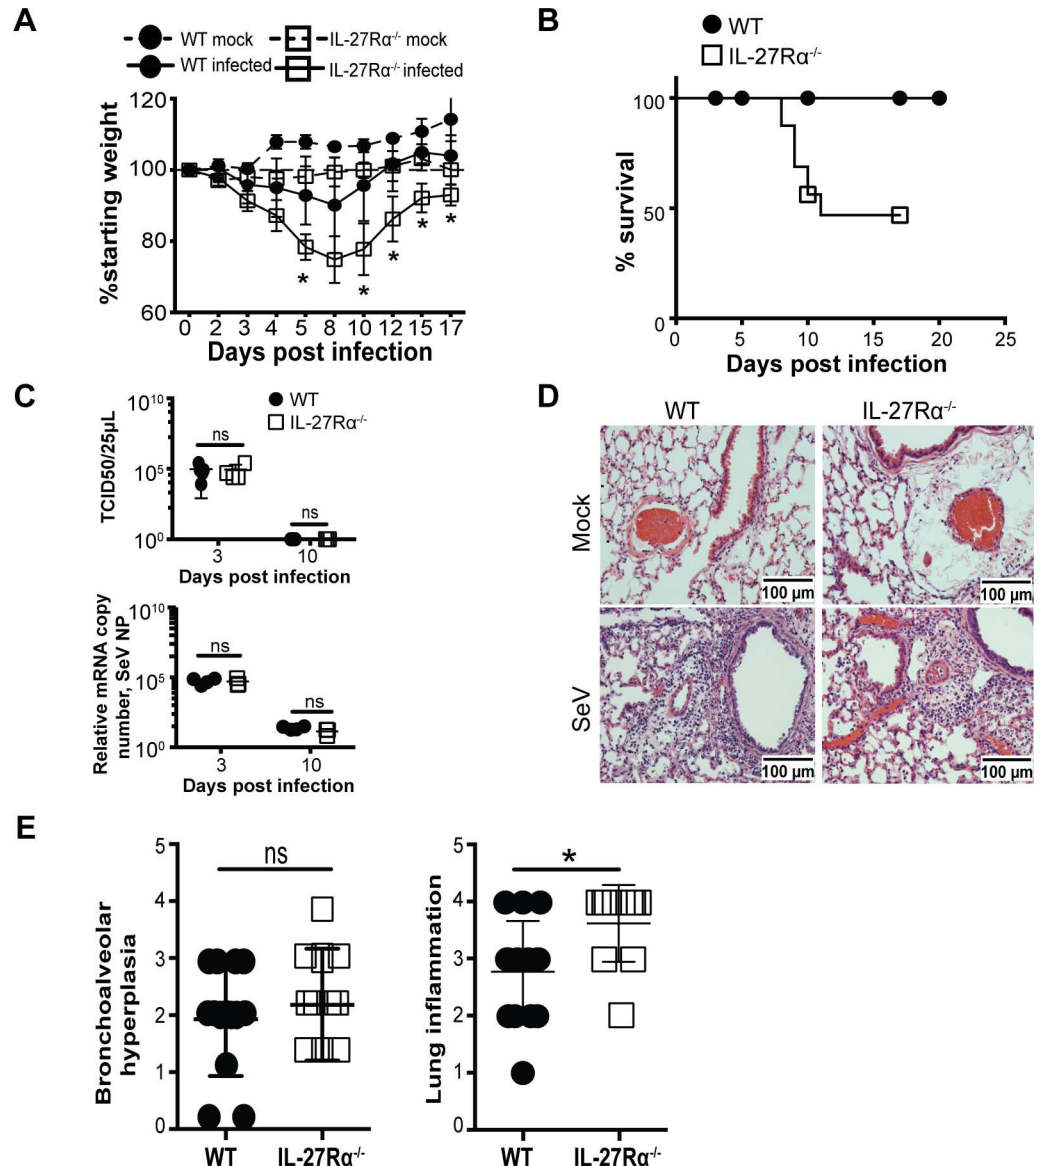 A
WT mock
IL-27Rα-/- mock
WT infected
IL-27Rα-/- infected
120
100
80
60
%starting weight
*
*
*
*
*
0 2 3 4 5 8 10 12 15 17
Days post infection
B
WT
IL-27Rα-/-
100
50
0
% survival
0 5 10 15 20 25
Days post infection
C
WT
IL-27Rα-/-
TCID50/25µL
10^10
10^5
10^0
ns
ns
3 10
Days post infection
Relative mRNA copy
number, SeV NP
10^10
10^5
10^0
ns
ns
3 10
Days post infection
D
WT
IL-27Rα-/-
Mock
100 µm
100 µm
SeV
100 µm
100 µm
E
Bronchoalveolar
hyperplasia
5
4
3
2
1
0
ns
WT IL-27Rα-/-
Lung inflammation
5
4
3
2
1
0
*
WT IL-27Rα-/-